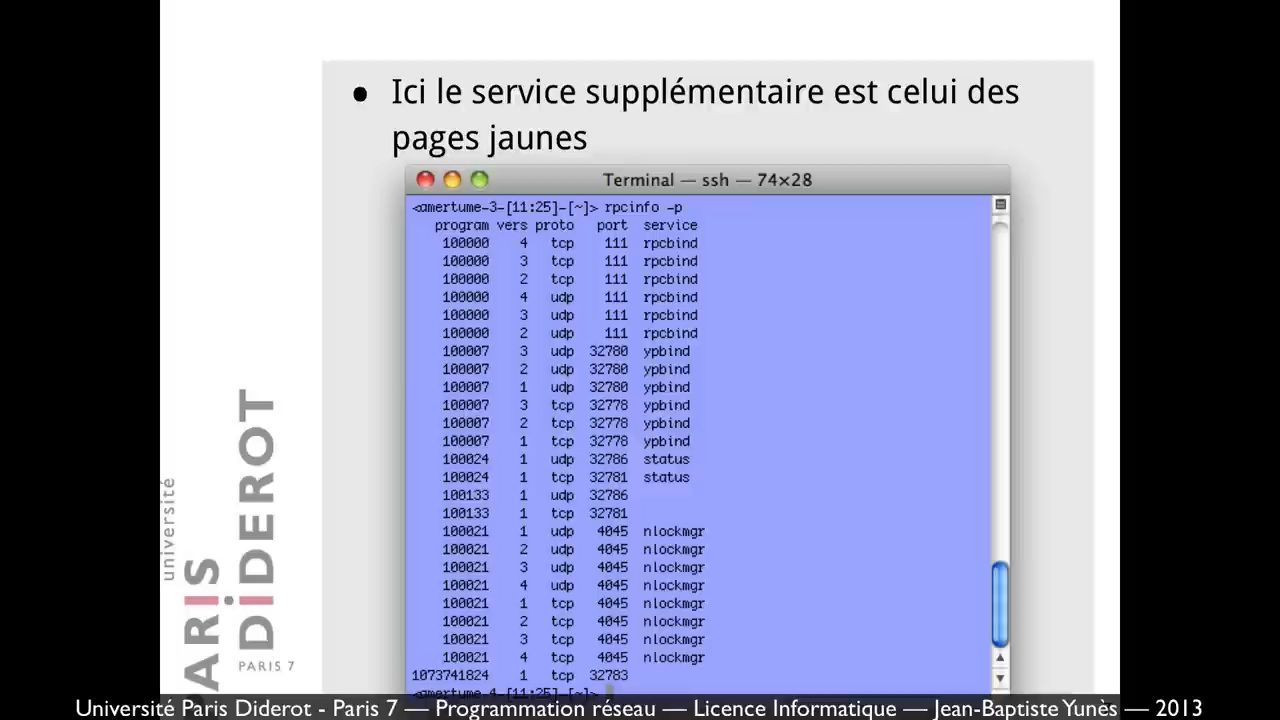 • Ici le service supplémentaire est celui des
pages jaunes
Terminal — ssh — 74×28
<amertume-3-[11:25]-[~]> rpcinfo -p
program vers proto port service
100000 4 tcp 111 rpcbind
100000 3 tcp 111 rpcbind
100000 2 tcp 111 rpcbind
100000 4 udp 111 rpcbind
100000 3 udp 111 rpcbind
100000 2 udp 111 rpcbind
100007 3 udp 32780 ypbind
100007 2 udp 32780 ypbind
100007 1 udp 32780 ypbind
100007 3 tcp 32778 ypbind
100007 2 tcp 32778 ypbind
100007 1 tcp 32778 ypbind
100024 1 udp 32786 status
100024 1 tcp 32781 status
100133 1 udp 32786
100133 1 tcp 32781
100021 1 udp 4045 nlockmgr
100021 2 udp 4045 nlockmgr
100021 3 udp 4045 nlockmgr
100021 4 udp 4045 nlockmgr
100021 1 tcp 4045 nlockmgr
100021 2 tcp 4045 nlockmgr
100021 3 tcp 4045 nlockmgr
100021 4 tcp 4045 nlockmgr
1073741824 1 tcp 32783
<amertume-4-[11:25]-[~]>
université
PARIS
DIDEROT
PARIS 7
Université Paris Diderot - Paris 7 — Programmation réseau — Licence Informatique — Jean-Baptiste Yunès — 2013